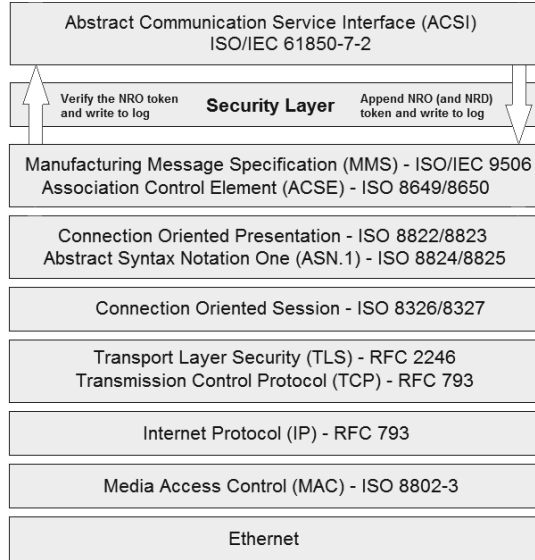 Abstract Communication Service Interface (ACSI)
ISO/IEC 61850-7-2
Verify the NRO token
and write to log
Security Layer
Append NRO (and NRD)
token and write to log
Manufacturing Message Specification (MMS) - ISO/IEC 9506
Association Control Element (ACSE) - ISO 8649/8650
Connection Oriented Presentation - ISO 8822/8823
Abstract Syntax Notation One (ASN.1) - ISO 8824/8825
Connection Oriented Session - ISO 8326/8327
Transport Layer Security (TLS) - RFC 2246
Transmission Control Protocol (TCP) - RFC 793
Internet Protocol (IP) - RFC 793
Media Access Control (MAC) - ISO 8802-3
Ethernet